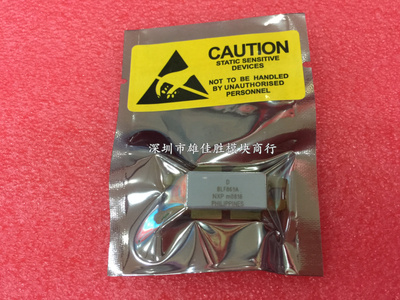 CAUTION
STATIC SENSITIVE
DEVICES
NOT TO BE HANDLED
BY UNAUTHORISED
PERSONNEL
深圳市雄佳胜模块商行
NXP
PHILIPPINES